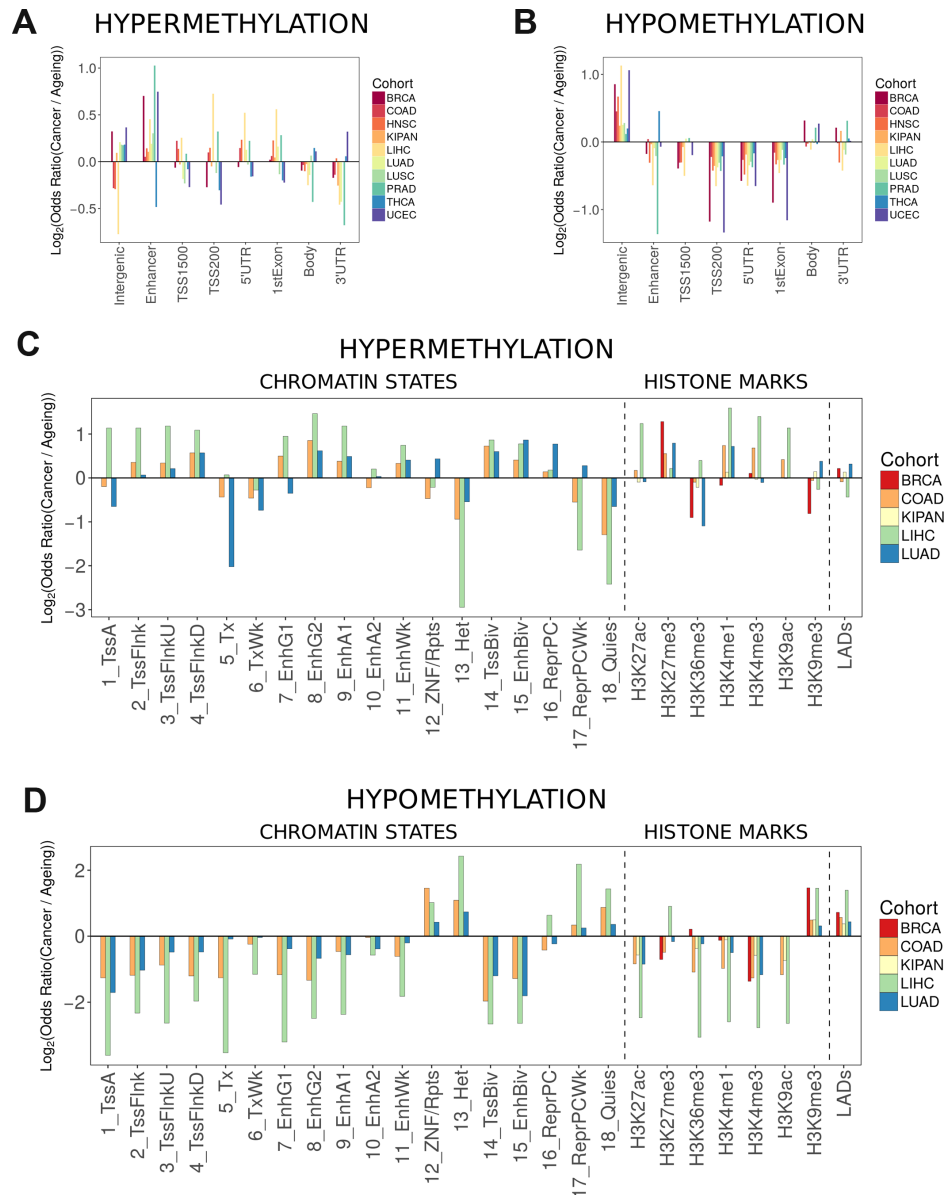 A
HYPERMETHYLATION
Log2(Odds Ratio(Cancer / Ageing))
1.0
0.5
0.0
−0.5
Intergenic
Enhancer
TSS1500
TSS200
5'UTR
1stExon
Body
3'UTR
Cohort
BRCA
COAD
HNSC
KIPAN
LIHC
LUAD
LUSC
PRAD
THCA
UCEC
B
HYPOMETHYLATION
Log2(Odds Ratio(Cancer / Ageing))
1.0
0.0
−1.0
Intergenic
Enhancer
TSS1500
TSS200
5'UTR
1stExon
Body
3'UTR
Cohort
BRCA
COAD
HNSC
KIPAN
LIHC
LUAD
LUSC
PRAD
THCA
UCEC
C
HYPERMETHYLATION
CHROMATIN STATES
HISTONE MARKS
Log2(Odds Ratio(Cancer / Ageing))
1
0
−1
−2
−3
1_TssA
2_TssFlnk
3_TssFlnkU
4_TssFlnkD
5_Tx
6_TxWk
7_EnhG1
8_EnhG2
9_EnhA1
10_EnhA2
11_EnhWk
12_ZNF/Rpts
13_Het
14_TssBiv
15_EnhBiv
16_ReprPC
17_ReprPCWk
18_Quies
H3K27ac
H3K27me3
H3K36me3
H3K4me1
H3K4me3
H3K9ac
H3K9me3
LADs
Cohort
BRCA
COAD
KIPAN
LIHC
LUAD
D
HYPOMETHYLATION
CHROMATIN STATES
HISTONE MARKS
Log2(Odds Ratio(Cancer / Ageing))
2
0
−2
1_TssA
2_TssFlnk
3_TssFlnkU
4_TssFlnkD
5_Tx
6_TxWk
7_EnhG1
8_EnhG2
9_EnhA1
10_EnhA2
11_EnhWk
12_ZNF/Rpts
13_Het
14_TssBiv
15_EnhBiv
16_ReprPC
17_ReprPCWk
18_Quies
H3K27ac
H3K27me3
H3K36me3
H3K4me1
H3K4me3
H3K9ac
H3K9me3
LADs
Cohort
BRCA
COAD
KIPAN
LIHC
LUAD